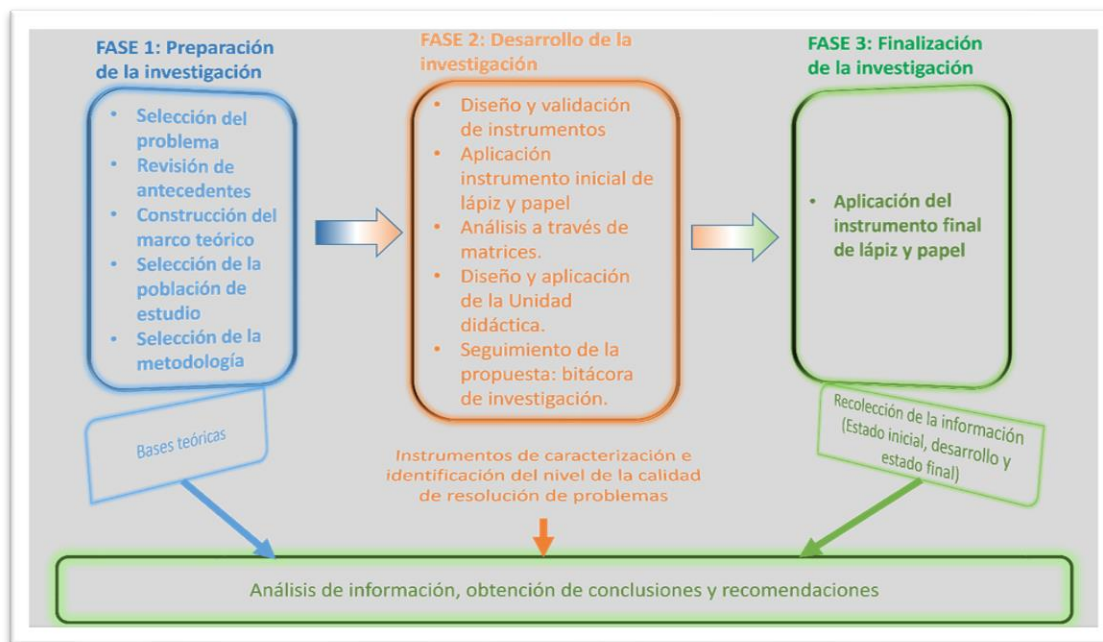 FASE 1: Preparación
de la investigación
• Selección del
problema
• Revisión de
antecedentes
• Construcción del
marco teórico
• Selección de la
población de
estudio
• Selección de la
metodología
Bases teóricas
FASE 2: Desarrollo de la
investigación
• Diseño y validación
de instrumentos
• Aplicación
instrumento inicial de
lápiz y papel
• Análisis a través de
matrices.
• Diseño y aplicación
de la Unidad
didáctica.
• Seguimiento de la
propuesta: bitácora
de investigación.
Instrumentos de caracterización e
identificación del nivel de la calidad
de resolución de problemas
FASE 3: Finalización
de la investigación
• Aplicación del
instrumento final
de lápiz y papel
Recolección de la información
(Estado inicial, desarrollo y
estado final)
Análisis de información, obtención de conclusiones y recomendaciones